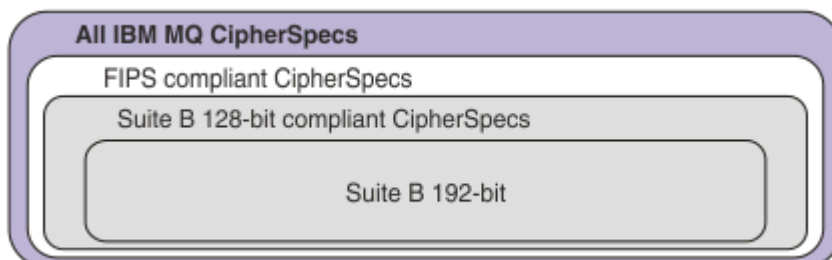 All IBM MQ CipherSpecs
FIPS compliant CipherSpecs
Suite B 128-bit compliant CipherSpecs
Suite B 192-bit